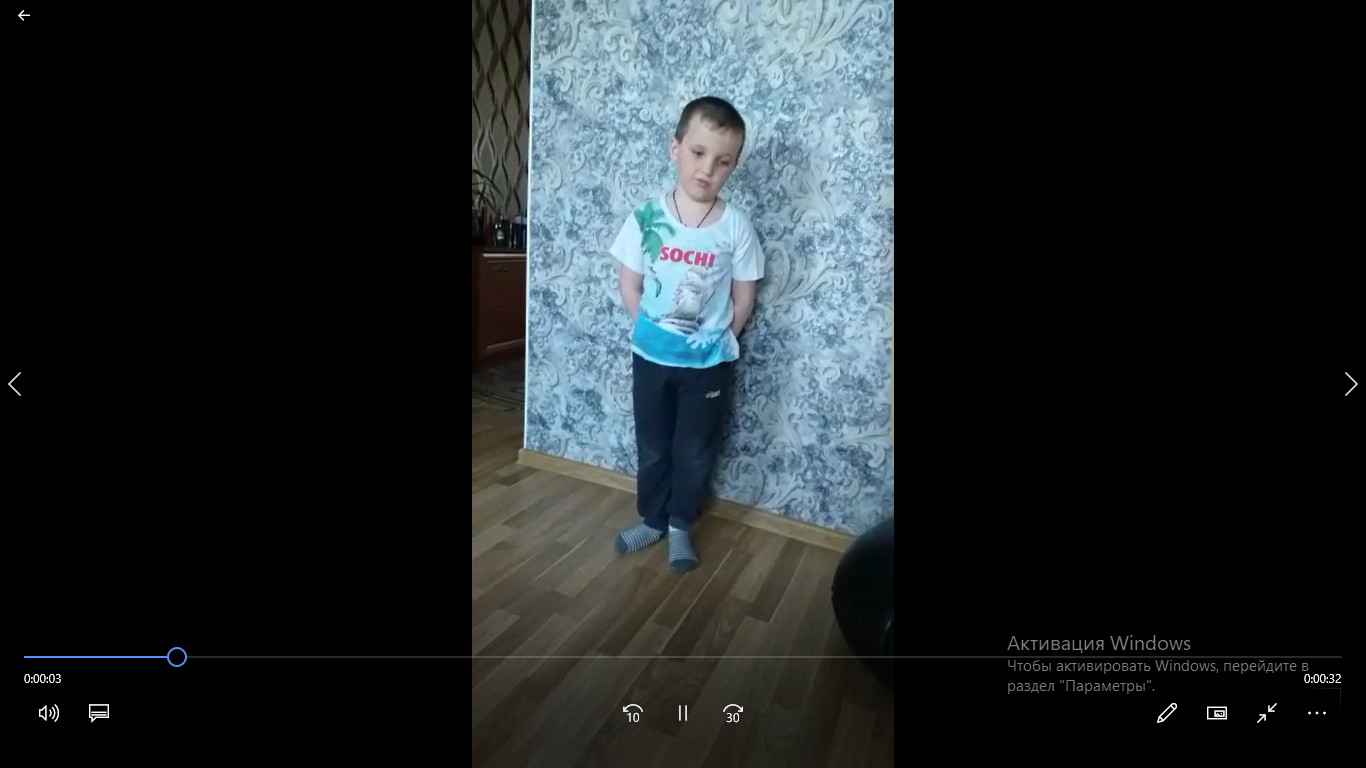 SOCHI
Активация Windows
Чтобы активировать Windows, перейдите в
раздел "Параметры".
0:00:03
0:00:32
10
30